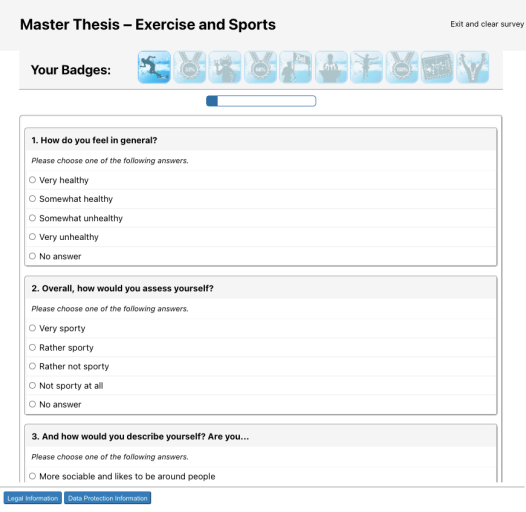 Master Thesis – Exercise and Sports
Exit and clear survey
Your Badges:
1. How do you feel in general?
Please choose one of the following answers.
Very healthy
Somewhat healthy
Somewhat unhealthy
Very unhealthy
No answer
2. Overall, how would you assess yourself?
Please choose one of the following answers.
Very sporty
Rather sporty
Rather not sporty
Not sporty at all
No answer
3. And how would you describe yourself? Are you...
Please choose one of the following answers.
More sociable and likes to be around people
Legal Information
Data Protection Information